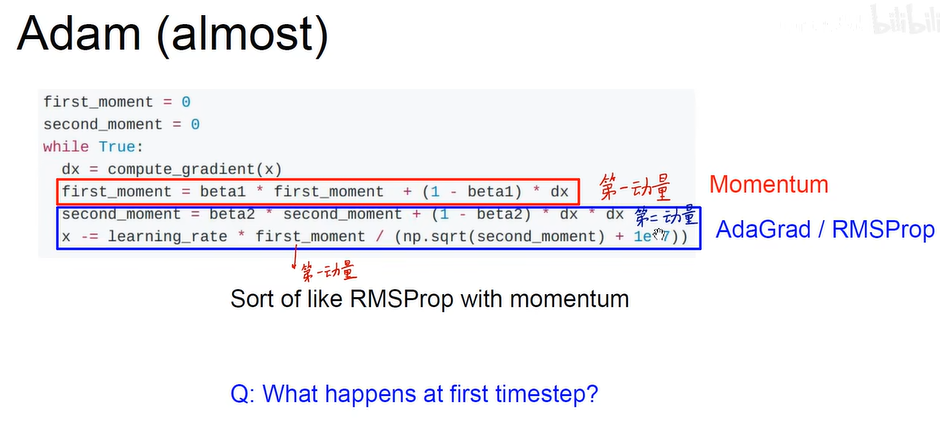 Adam (almost)
bilibili
first_moment = 0
second_moment = 0
while True:
dx = compute_gradient(x)
first_moment = beta1 * first_moment + (1 - beta1) * dx 第一动量 Momentum
second_moment = beta2 * second_moment + (1 - beta2) * dx * dx 第二动量
x -= learning_rate * first_moment / (np.sqrt(second_moment) + 1e-7)) AdaGrad / RMSProp
第一动量
Sort of like RMSProp with momentum
Q: What happens at first timestep?